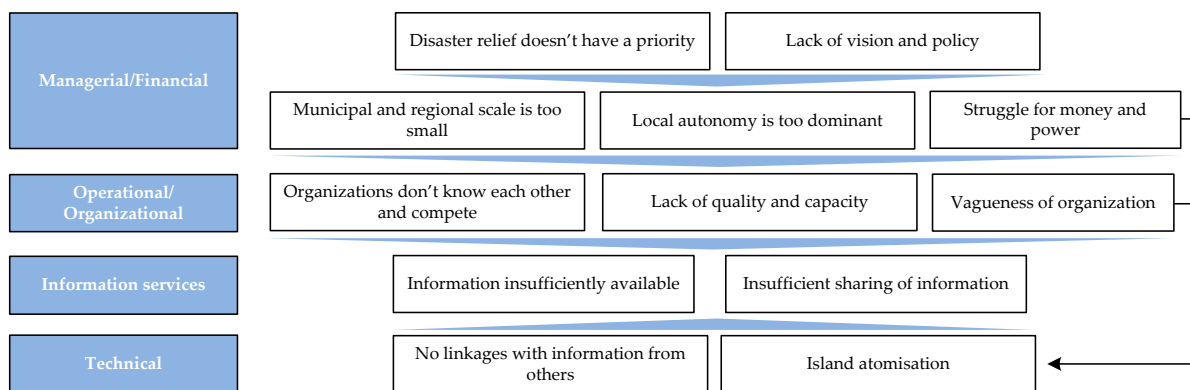 Disaster relief doesn't have a priority
Lack of vision and policy
Managerial/Financial
Municipal and regional scale is too
small
Local autonomy is too dominant
Struggle for money and
power
Operational/
Organizational
Organizations don't know each other
and compete
Lack of quality and capacity
Vagueness of organization
Information services
Information insufficiently available
Insufficient sharing of information
Technical
No linkages with information from
others
Island atomisation